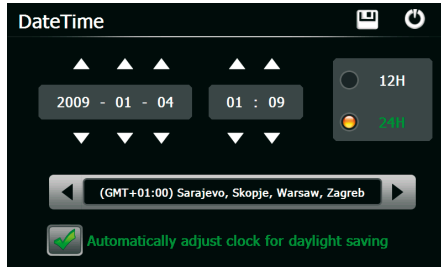 DateTime
2009 - 01 - 04 01 : 09
12H
24H
(GMT+01:00) Sarajevo, Skopje, Warsaw, Zagreb
Automatically adjust clock for daylight saving